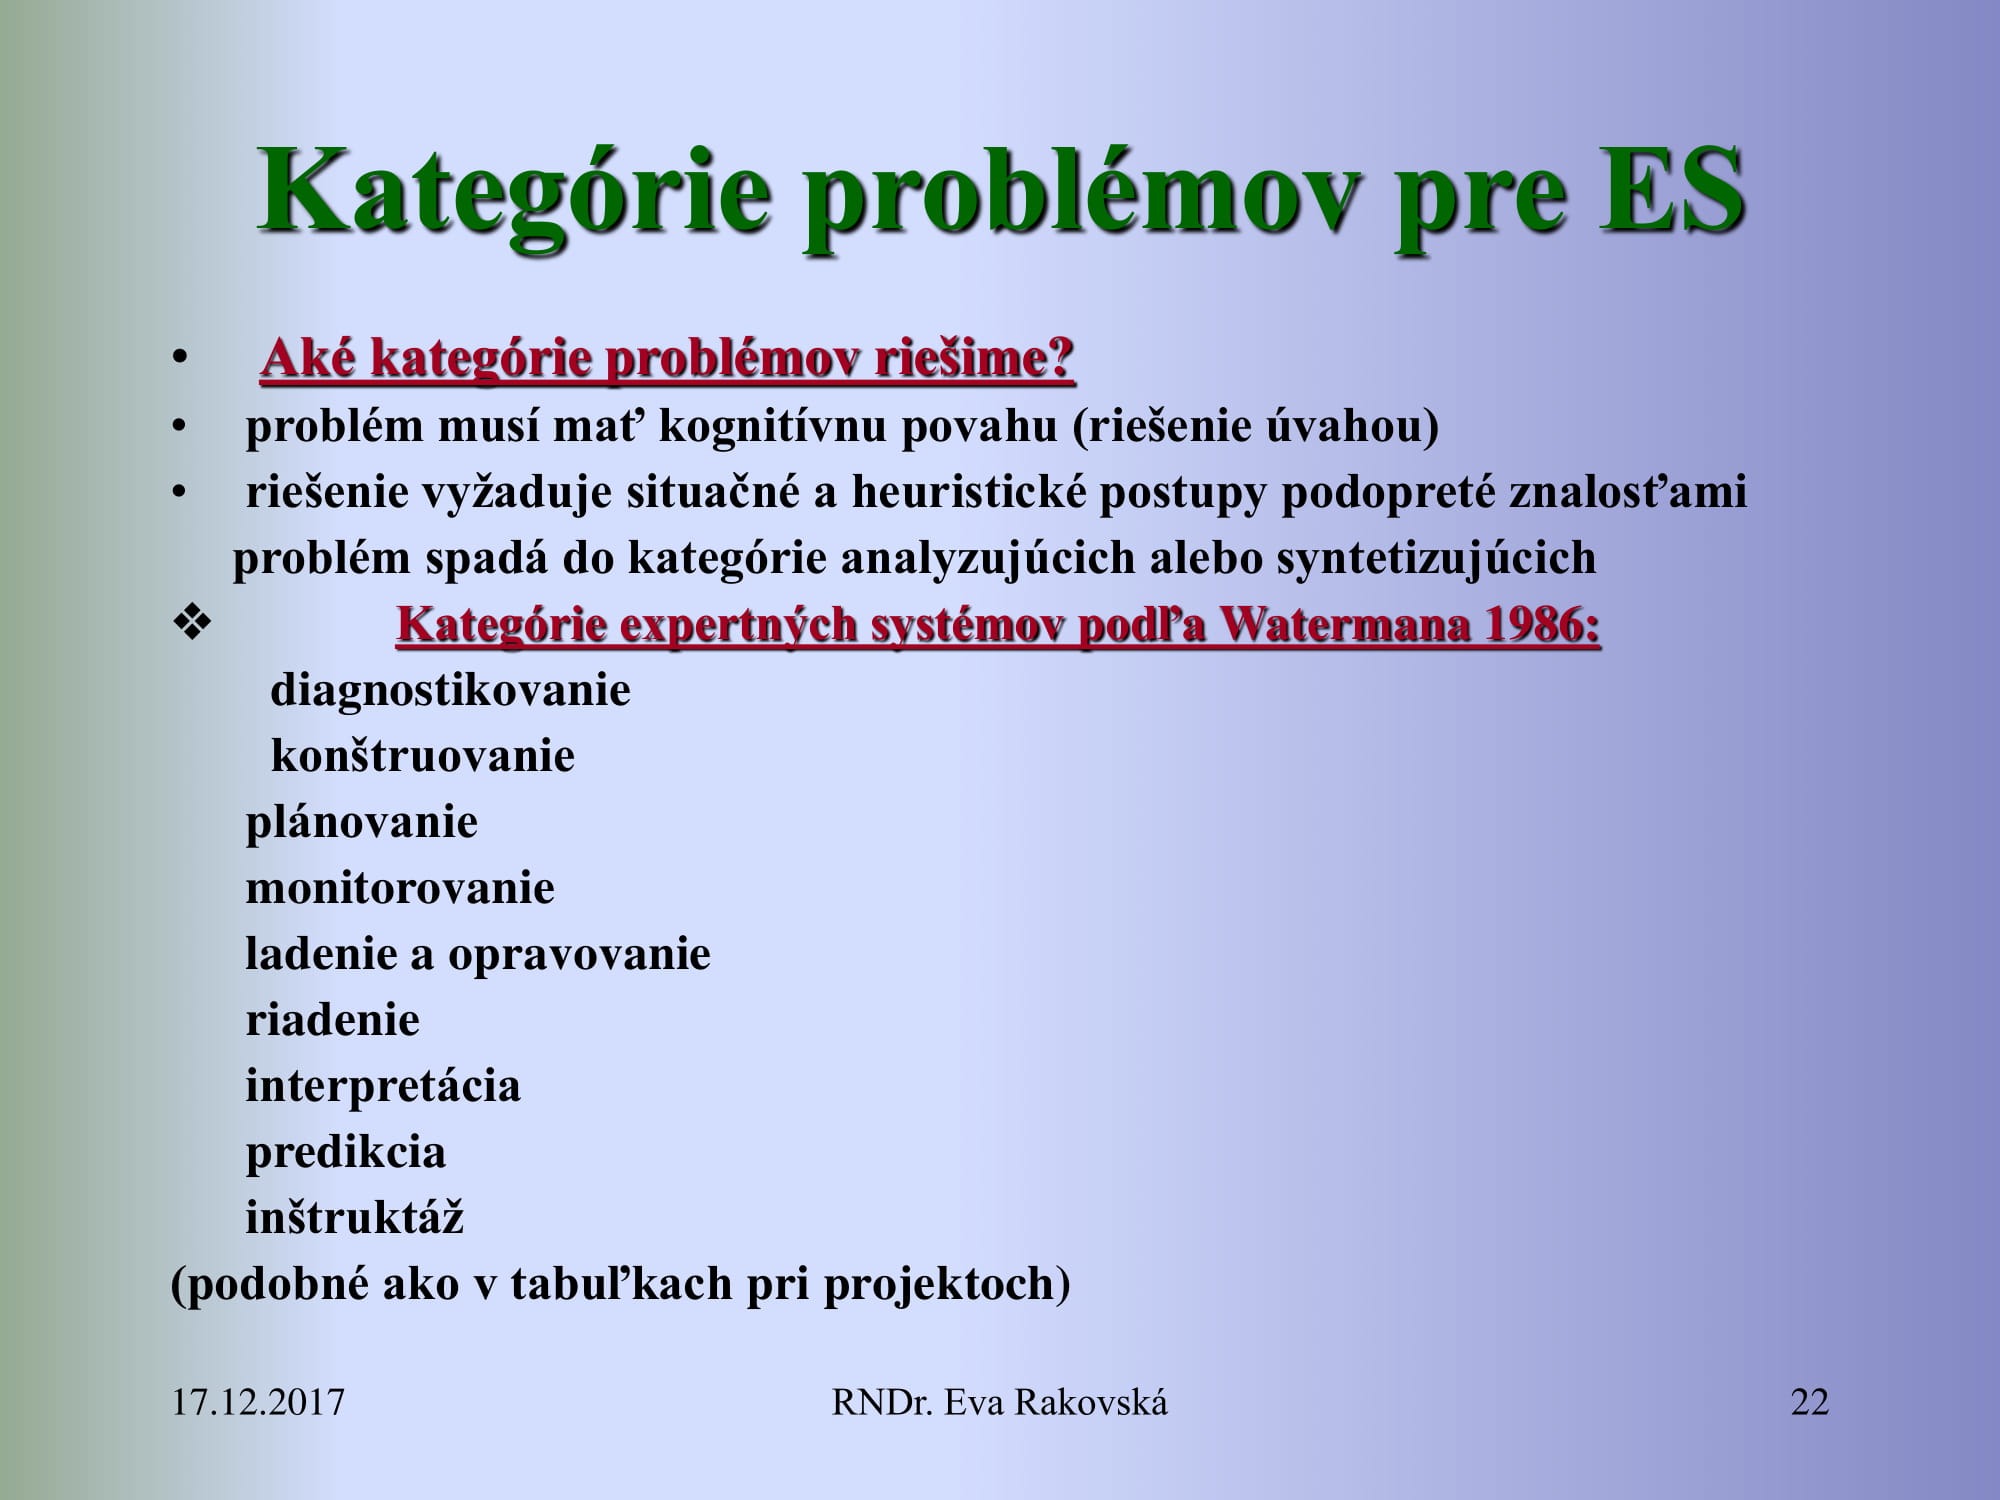 Kategórie problémov pre ES
• Aké kategórie problémov riešime?
• problém musí mať kognitívnu povahu (riešenie úvahou)
• riešenie vyžaduje situačné a heuristické postupy podopreté znalosťami
problém spadá do kategórie analyzujúcich alebo syntetizujúcich
❖ Kategórie expertných systémov podľa Watermana 1986:
diagnostikovanie
konštruovanie
plánovanie
monitorovanie
ladenie a opravovanie
riadenie
interpretácia
predikcia
inštruktáž
(podobné ako v tabuľkach pri projektoch)
17.12.2017 RNDr. Eva Rakovská 22